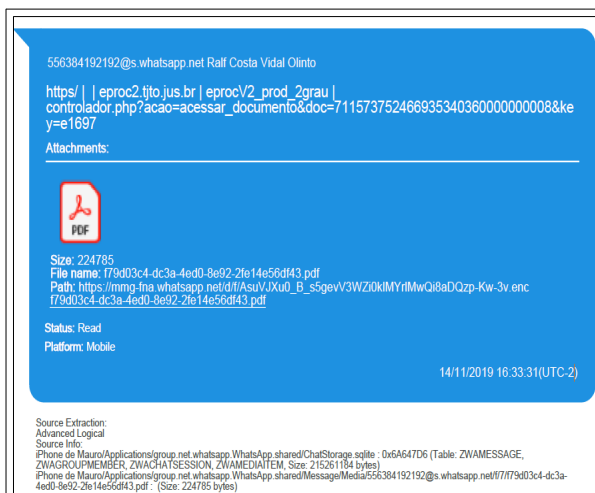 556384192192@s.whatsapp.net Ralf Costa Vidal Olinto
https/ | | eproc2.tjto.jus.br | eprocV2_prod_2grau |
controlador.php?acao=acessar_documento&doc=711573752466935340360000000008&ke
y=e1697
Attachments:
PDF
Size: 224785
File name: f79d03c4-dc3a-4ed0-8e92-2fe14e56df43.pdf
Path: https://mmg-fna.whatsapp.net/d/f/AsuVJXu0_B_s5gevV3WZi0klMYrlMwQi8aDQzp-Kw-3v.enc
f79d03c4-dc3a-4ed0-8e92-2fe14e56df43.pdf
Status: Read
Platform: Mobile
14/11/2019 16:33:31(UTC-2)
Source Extraction:
Advanced Logical
Source Info:
iPhone de Mauro/Applications/group.net.whatsapp.WhatsApp.shared/ChatStorage.sqlite : 0x6A647D6 (Table: ZWAMESSAGE,
ZWAGROUPMEMBER, ZWACHATSESSION, ZWAMEDIAITEM, Size: 215261184 bytes)
iPhone de Mauro/Applications/group.net.whatsapp.WhatsApp.shared/Message/Media/556384192192@s.whatsapp.net/f/7/f79d03c4-dc3a-
4ed0-8e92-2fe14e56df43.pdf : (Size: 224785 bytes)